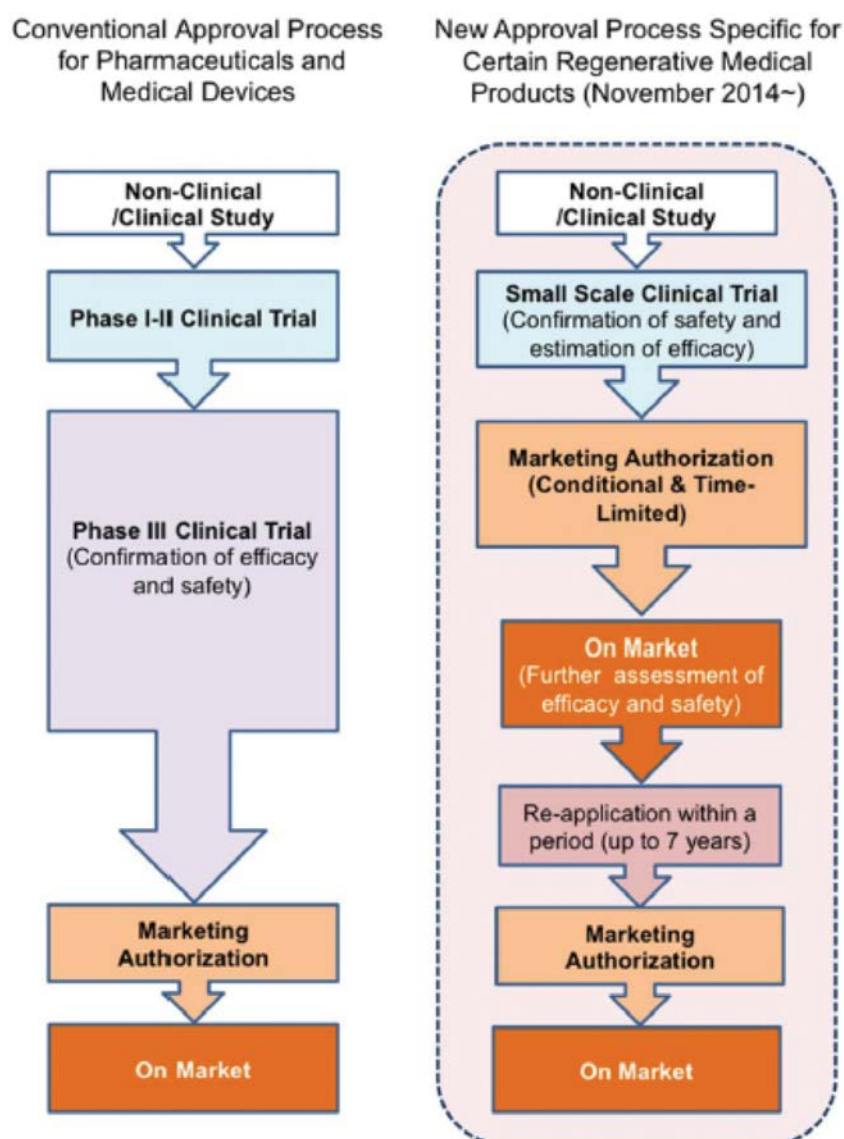 Conventional Approval Process
for Pharmaceuticals and
Medical Devices
Non-Clinical
/Clinical Study
Phase I-II Clinical Trial
Phase III Clinical Trial
(Confirmation of efficacy
and safety)
Marketing
Authorization
On Market
New Approval Process Specific for
Certain Regenerative Medical
Products (November 2014~)
Non-Clinical
/Clinical Study
Small Scale Clinical Trial
(Confirmation of safety and
estimation of efficacy)
Marketing Authorization
(Conditional & Time-
Limited)
On Market
(Further assessment of
efficacy and safety)
Re-application within a
period (up to 7 years)
Marketing
Authorization
On Market